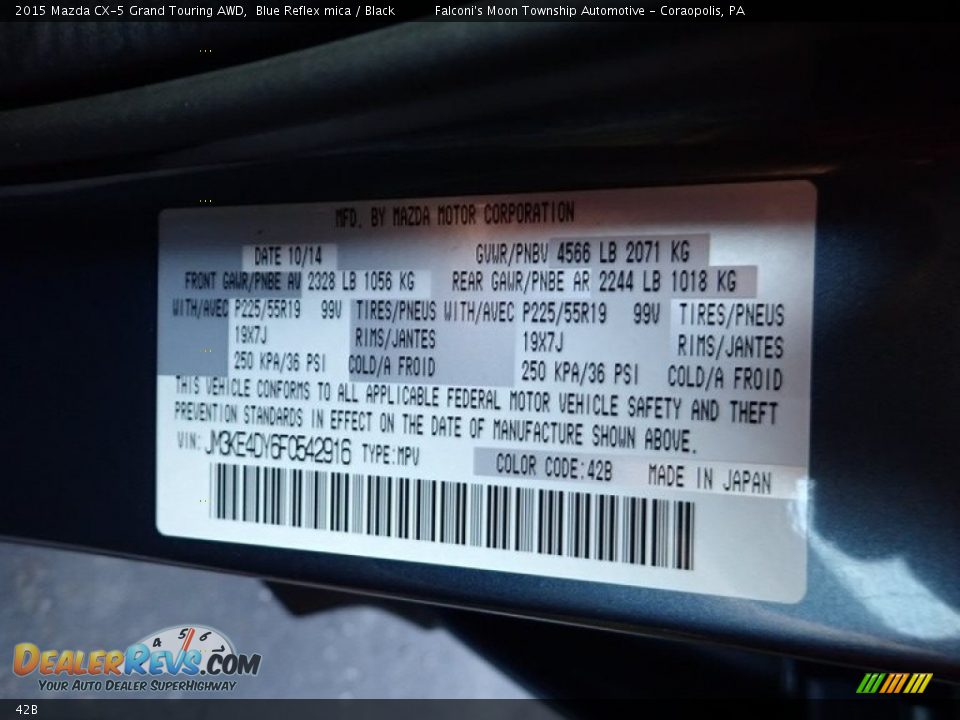 2015 Mazda CX-5 Grand Touring AWD, Blue Reflex mica / Black Falconi's Moon Township Automotive - Coraopolis, PA
MFD. BY MAZDA MOTOR CORPORATION
DATE 10/14 GVWR/PNBV 4566 LB 2071 KG
FRONT GAWR/PNBE AV 2328 LB 1056 KG REAR GAWR/PNBE AR 2244 LB 1018 KG
WITH/AVEC P225/55R19 99V TIRES/PNEUS WITH/AVEC P225/55R19 99V TIRES/PNEUS
19X7J RIMS/JANTES 19X7J RIMS/JANTES
250 KPA/36 PSI COLD/A FROID 250 KPA/36 PSI COLD/A FROID
THIS VEHICLE CONFORMS TO ALL APPLICABLE FEDERAL MOTOR VEHICLE SAFETY AND THEFT
PREVENTION STANDARDS IN EFFECT ON THE DATE OF MANUFACTURE SHOWN ABOVE.
VIN: JM3KE4DY6F0542916 TYPE:MPV COLOR CODE:42B MADE IN JAPAN
4 5 6
DEALERREVS.COM
YOUR AUTO DEALER SUPERHIGHWAY
42B